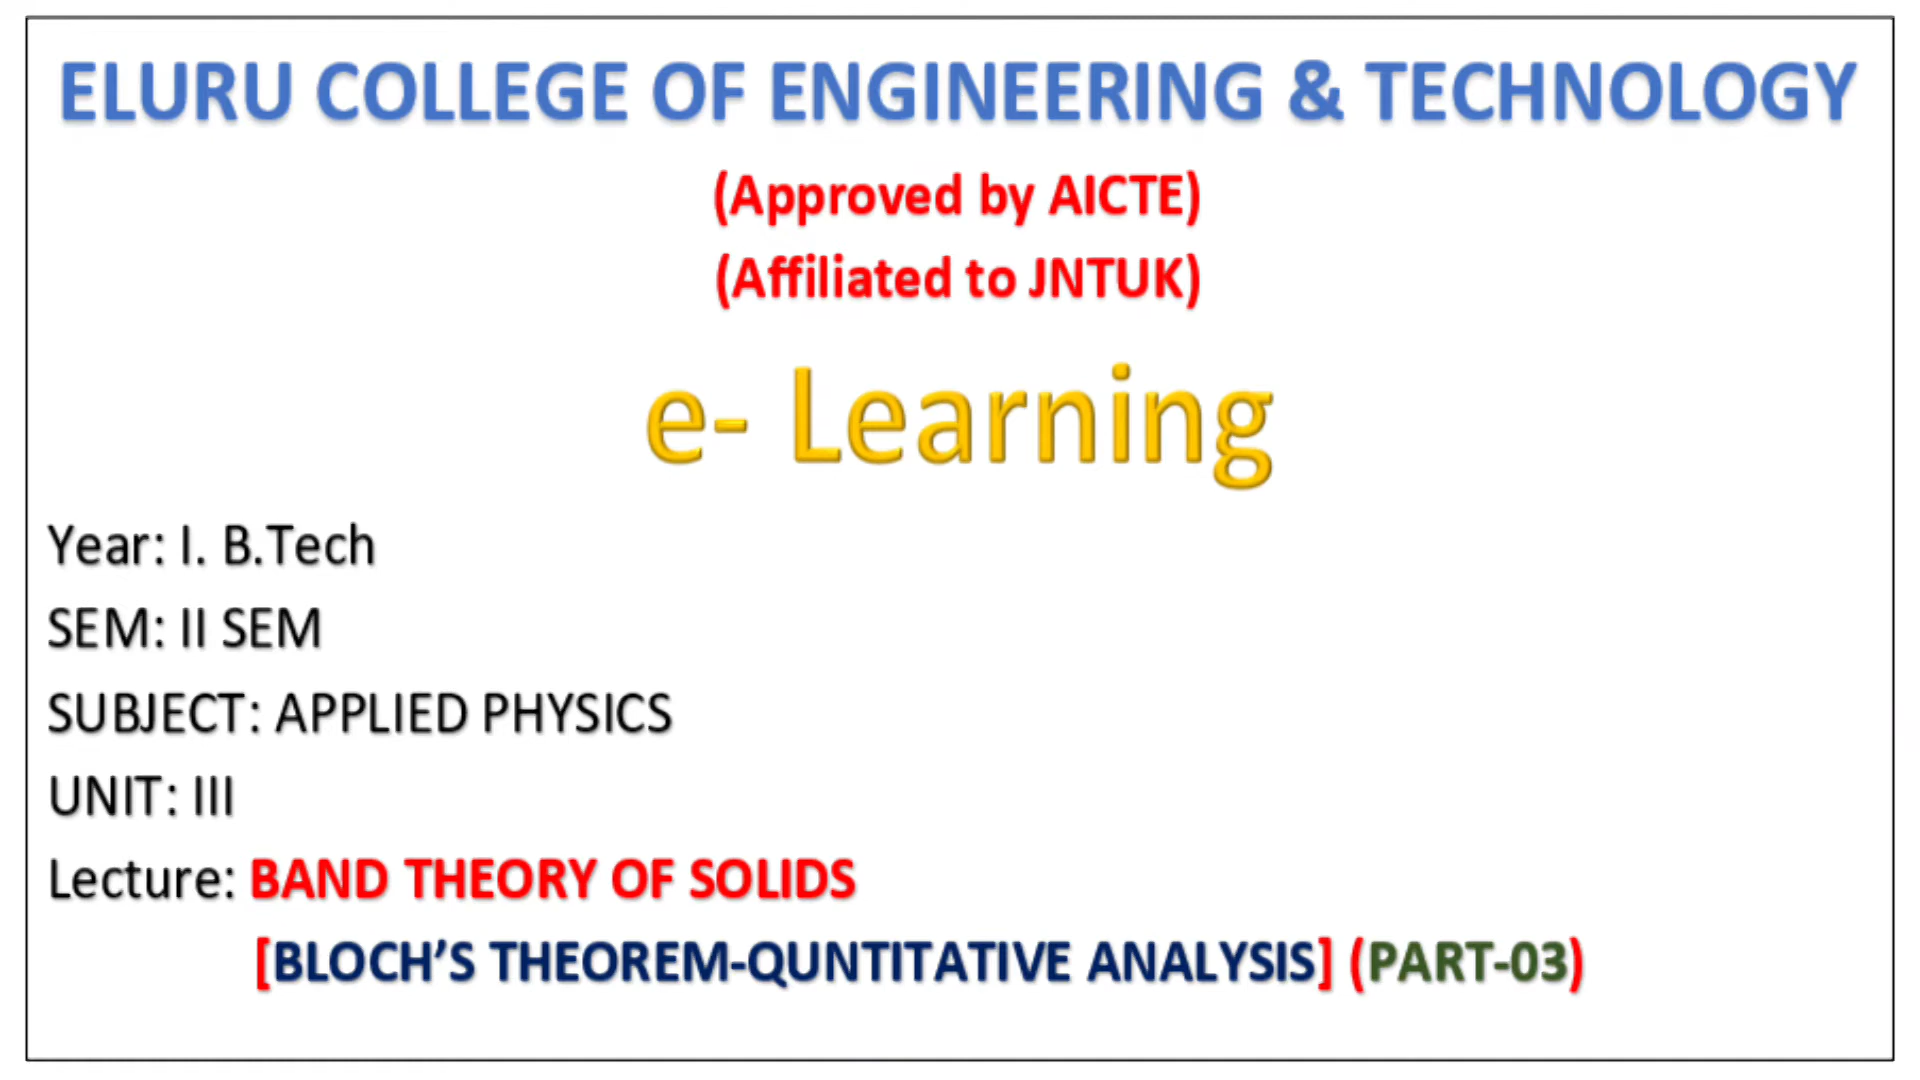 ELURU COLLEGE OF ENGINEERING & TECHNOLOGY
(Approved by AICTE)
(Affiliated to JNTUK)
e- Learning
Year: I. B.Tech
SEM: II SEM
SUBJECT: APPLIED PHYSICS
UNIT: III
Lecture: BAND THEORY OF SOLIDS
[BLOCH’S THEOREM-QUNTITATIVE ANALYSIS] (PART-03)